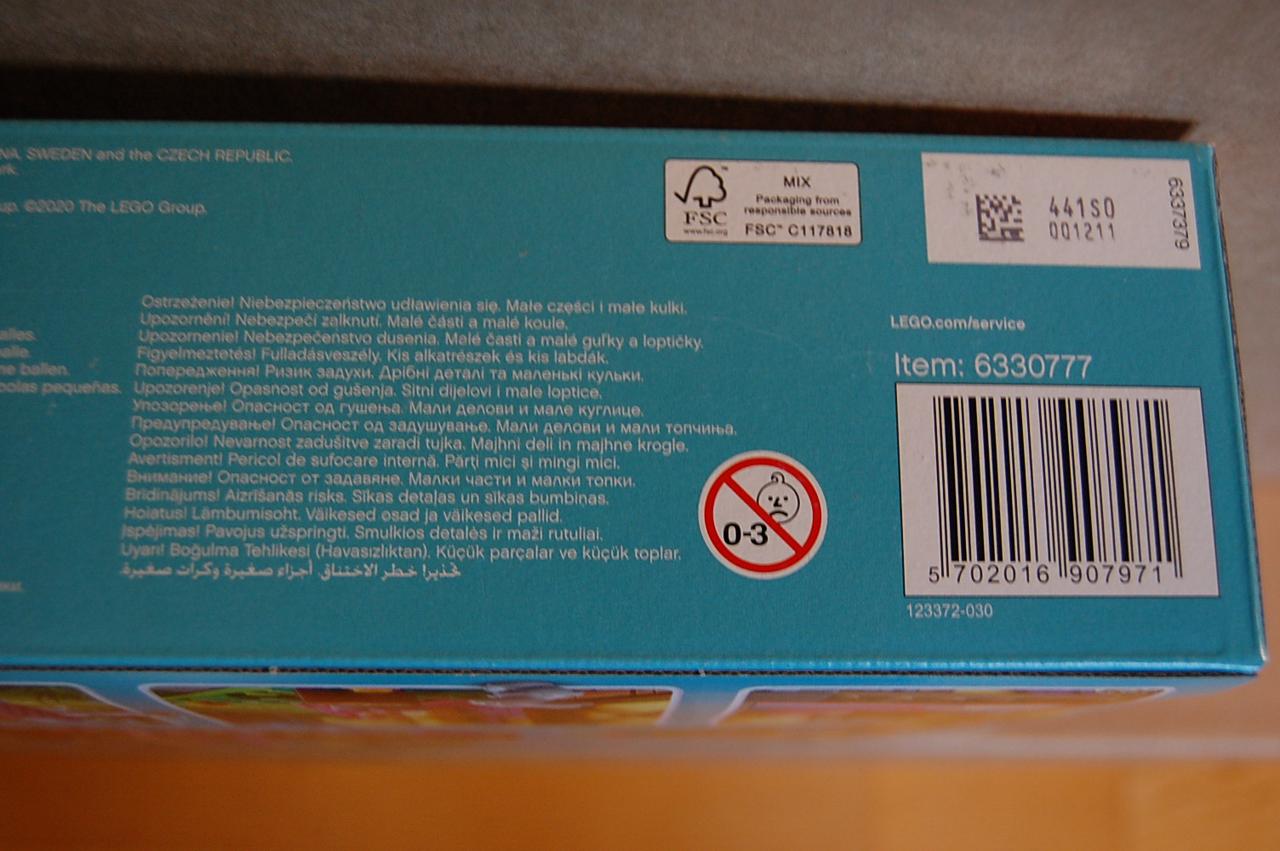 NA, SWEDEN and the CZECH REPUBLIC.
rk.
up. ©2020 The LEGO Group.
FSC
www.fsc.org
MIX
Packaging from
responsible sources
FSC™ C117818
441S0
001211
6337379
alles.
alle.
ne ballen.
bolas pequeñas.
Ostrzeżenie! Niebezpieczeństwo udławienia się. Małe części i małe kulki.
Upozornění! Nebezpečí zalknutí. Malé části a malé koule.
Upozornenie! Nebezpečenstvo dusenia. Malé časti a malé guľky a loptičky.
Figyelmeztetés! Fulladásveszély. Kis alkatrészek és kis labdák.
Попередження! Ризик задухи. Дрібні деталі та маленькі кульки.
Upozorenje! Opasnost od gušenja. Sitni dijelovi i male loptice.
Упозорење! Опасност од гушења. Мали делови и мале куглице.
Предупредување! Опасност од задушување. Мали делови и мали топчиња.
Opozorilo! Nevarnost zadušitve zaradi tujka. Majhni deli in majhne krogle.
Avertisment! Pericol de sufocare internă. Părți mici și mingi mici.
Внимание! Опасност от задавяне. Малки части и малки топки.
Brīdinājums! Aizrīšanās risks. Sīkas detaļas un sīkas bumbiņas.
Hoiatus! Lämbumisoht. Väikesed osad ja väikesed pallid.
Įspėjimas! Pavojus užspringti. Smulkios detalės ir maži rutuliai.
Uyarı! Boğulma Tehlikesi (Havasızlıktan). Küçük parçalar ve küçük toplar.
تحذير! خطر الاختناق. أجزاء صغيرة وكرات صغيرة.
0-3
LEGO.com/service
Item: 6330777
5 702016 907971
123372-030